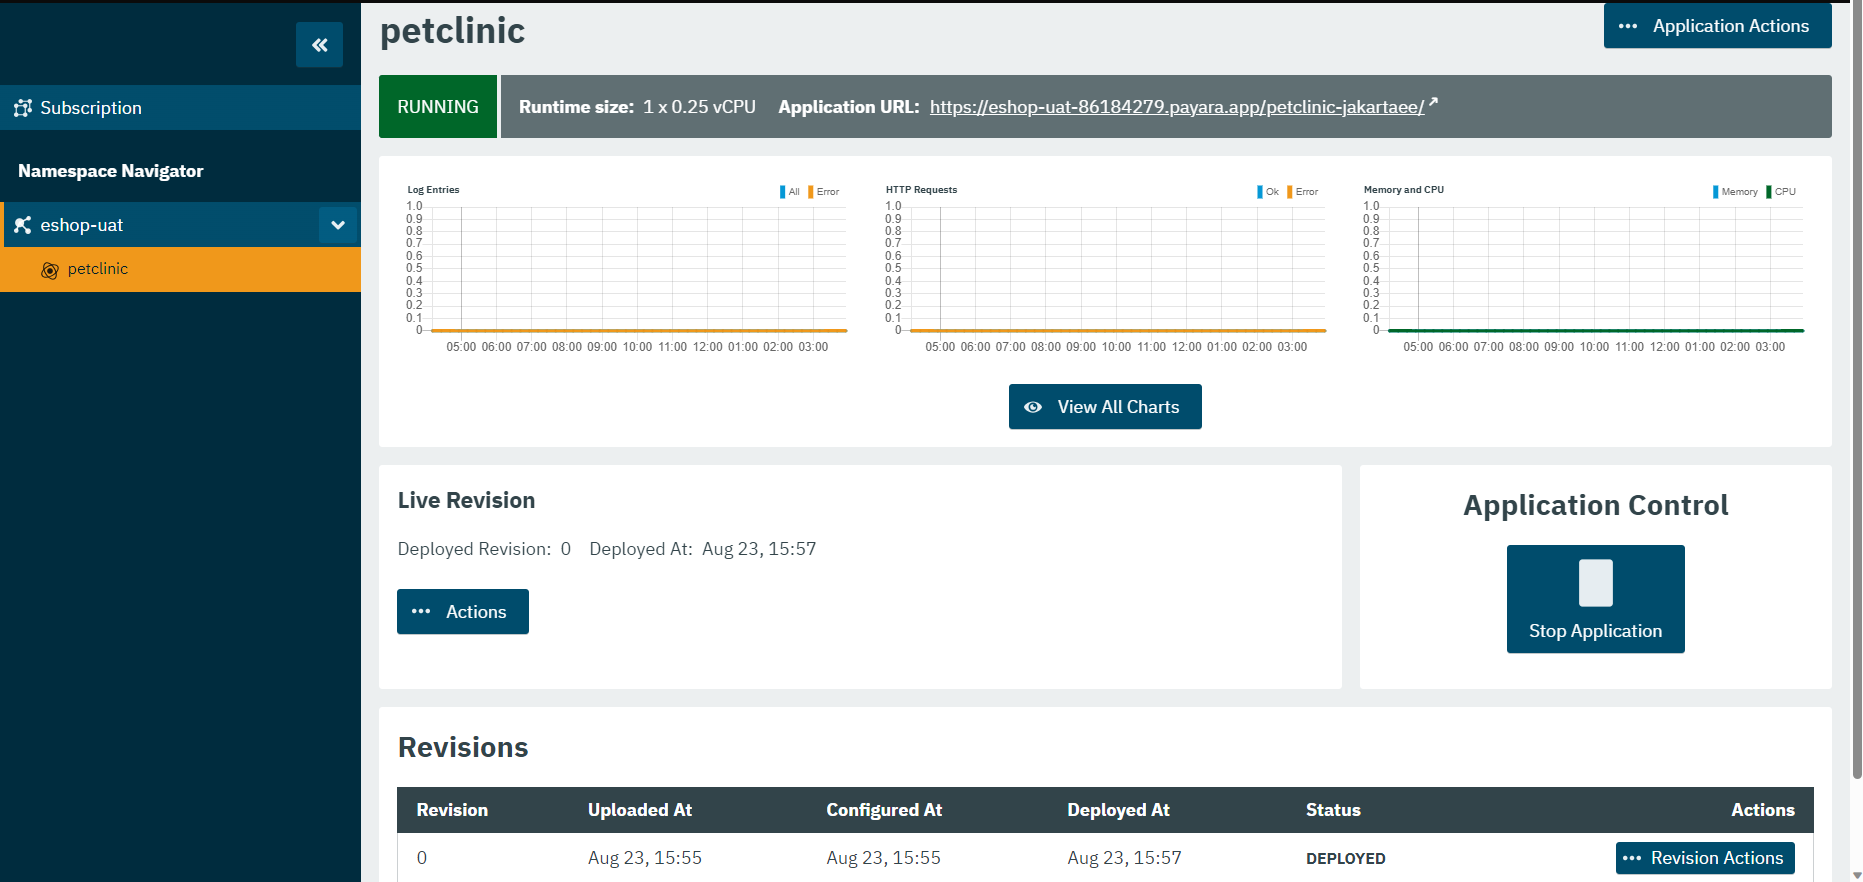 petclinic
Application Actions
Subscription
RUNNING
Runtime size: 1 x 0.25 vCPU Application URL: https://eshop-uat-86184279.payara.app/petclinic-jakartaee/
Namespace Navigator
eshop-uat
petclinic
Log Entries
All Error
1.0
0.9
0.8
0.7
0.6
0.5
0.4
0.3
0.2
0.1
0
05:00 06:00 07:00 08:00 09:00 10:00 11:00 12:00 01:00 02:00 03:00
HTTP Requests
Ok Error
1.0
0.9
0.8
0.7
0.6
0.5
0.4
0.3
0.2
0.1
0
05:00 06:00 07:00 08:00 09:00 10:00 11:00 12:00 01:00 02:00 03:00
Memory and CPU
Memory CPU
1.0
0.9
0.8
0.7
0.6
0.5
0.4
0.3
0.2
0.1
0
05:00 06:00 07:00 08:00 09:00 10:00 11:00 12:00 01:00 02:00 03:00
View All Charts
Live Revision
Deployed Revision: 0 Deployed At: Aug 23, 15:57
Actions
Application Control
Stop Application
Revisions
Revision Uploaded At Configured At Deployed At Status Actions
0 Aug 23, 15:55 Aug 23, 15:55 Aug 23, 15:57 DEPLOYED Revision Actions